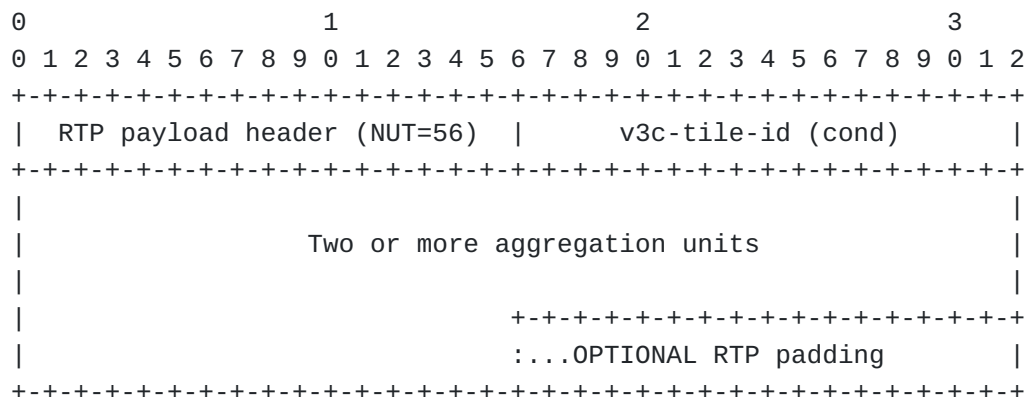 0                   1                   2                   3
0 1 2 3 4 5 6 7 8 9 0 1 2 3 4 5 6 7 8 9 0 1 2 3 4 5 6 7 8 9 0 1 2
+-+-+-+-+-+-+-+-+-+-+-+-+-+-+-+-+-+-+-+-+-+-+-+-+-+-+-+-+-+-+-+-+
|  RTP payload header (NUT=56)  |      v3c-tile-id (cond)       |
+-+-+-+-+-+-+-+-+-+-+-+-+-+-+-+-+-+-+-+-+-+-+-+-+-+-+-+-+-+-+-+-+
|                                                               |
|                  Two or more aggregation units                |
|                                                               |
|                               +-+-+-+-+-+-+-+-+-+-+-+-+-+-+-+-+
|                               :...OPTIONAL RTP padding        |
+-+-+-+-+-+-+-+-+-+-+-+-+-+-+-+-+-+-+-+-+-+-+-+-+-+-+-+-+-+-+-+-+